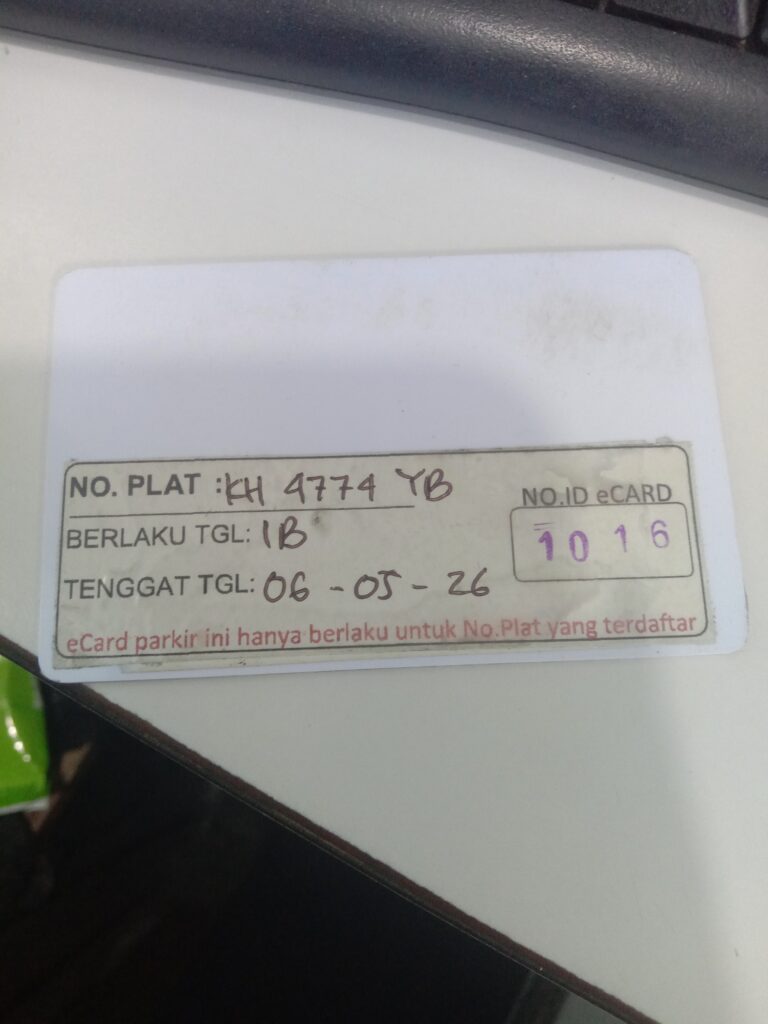 NO. PLAT : KH 4774 YB
NO.ID eCARD
BERLAKU TGL: 1B
1016
TENGGAT TGL: 06 - 05 - 26
eCard parkir ini hanya berlaku untuk No.Plat yang terdaftar